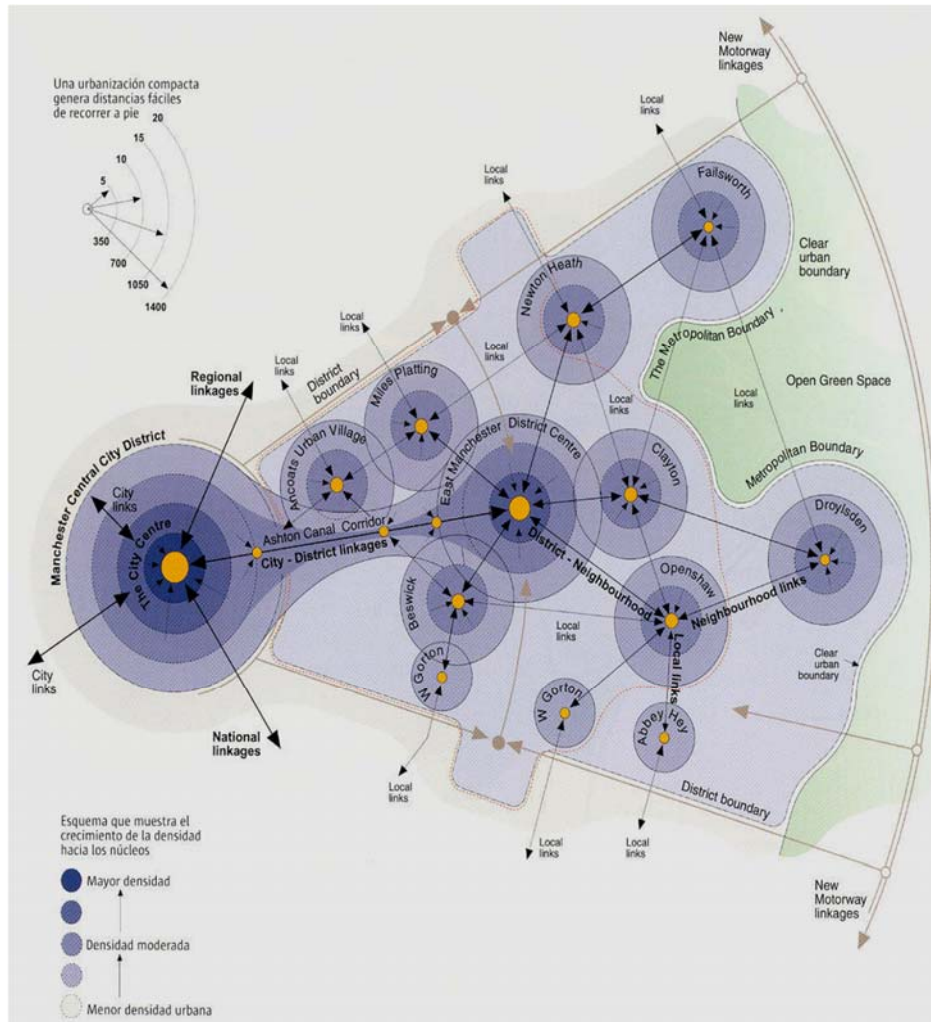 Una urbanización compacta
genera distancias fáciles
de recorrer a pie
20
15
10
5
350
700
1050
1400
New
Motorway
linkages
Local
links
Local
links
Failsworth
Clear
urban
boundary
Newton Heath
The Metropolitan Boundary
Local
links
Local
links
District
boundary
Miles Platting
Local
links
Open Green Space
Local
links
Regional
linkages
Local
links
Metropolitan Boundary
Manchester Central City District
Ancoats Urban Village
East Manchester District Centre
Clayton
Droylsden
City
links
The City Centre
Ashton Canal Corridor
City - District linkages
District - Neighbourhood
Openshaw
Neighbourhood links
Beswick
Local
links
Local links
City
links
W Gorton
W Gorton
Abbey Hey
Clear
urban
boundary
National
linkages
Local
links
District boundary
Local
links
Local
links
New
Motorway
linkages
Esquema que muestra el
crecimiento de la densidad
hacia los núcleos
Mayor densidad
Densidad moderada
Menor densidad urbana